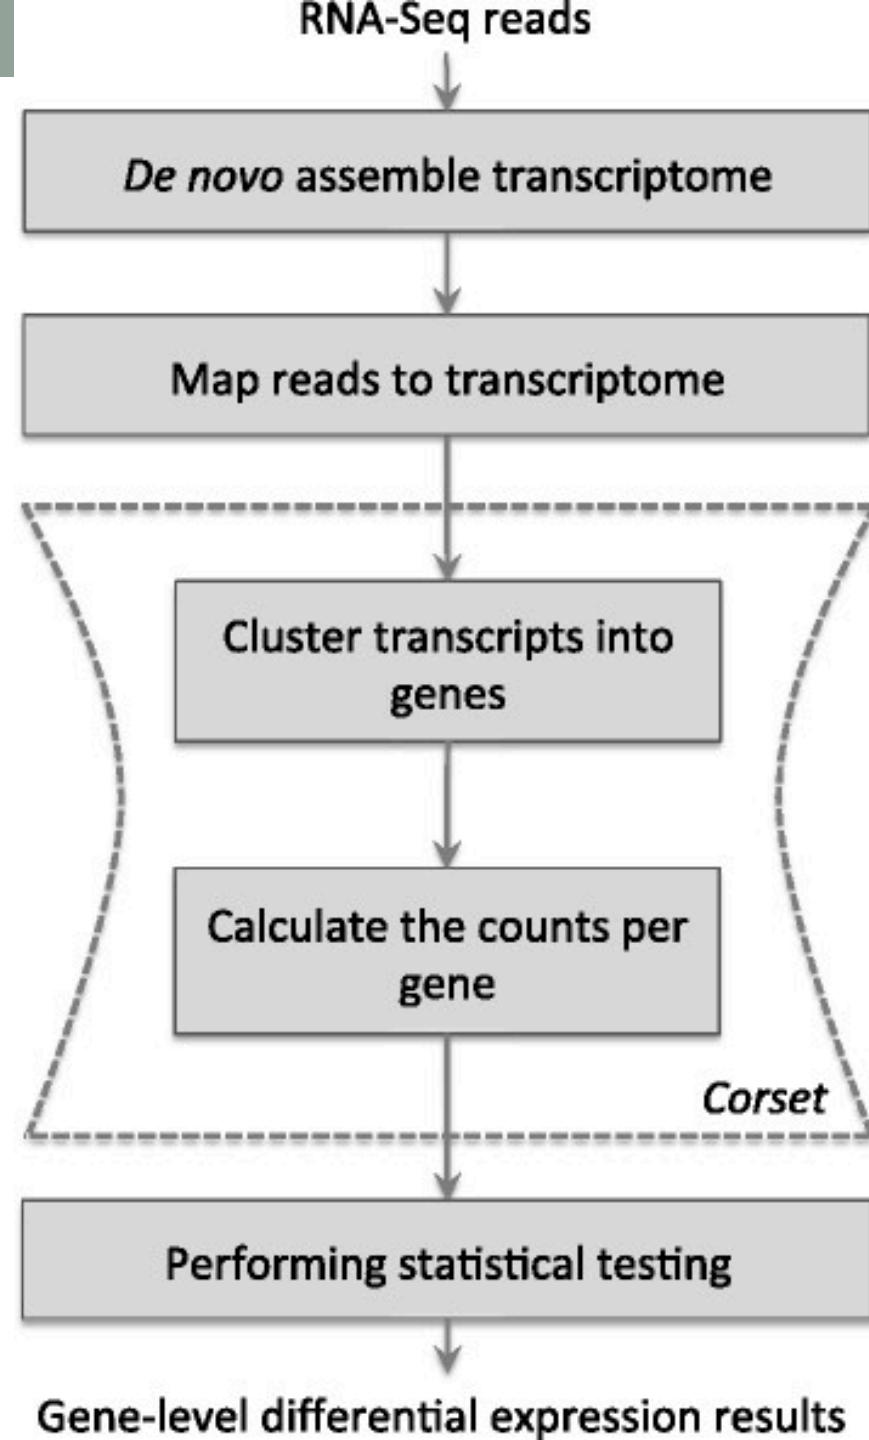 RNA-Seq reads
De novo assemble transcriptome
Map reads to transcriptome
Cluster transcripts into
genes
Calculate the counts per
gene
Corset
Performing statistical testing
Gene-level differential expression results